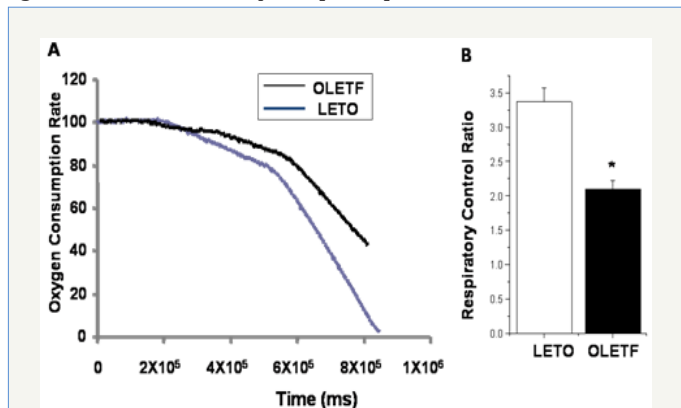 A
120
100
80
60
40
20
0
Oxygen Consumption Rate
OLETF
LETO
0 2X10⁵ 4X10⁵ 6X10⁵ 8X10⁵ 1X10⁶
Time (ms)
B
Respiratory Control Ratio
3.5
3.0
2.5
2.0
1.5
1.0
0.5
0.0
*
LETO OLETF